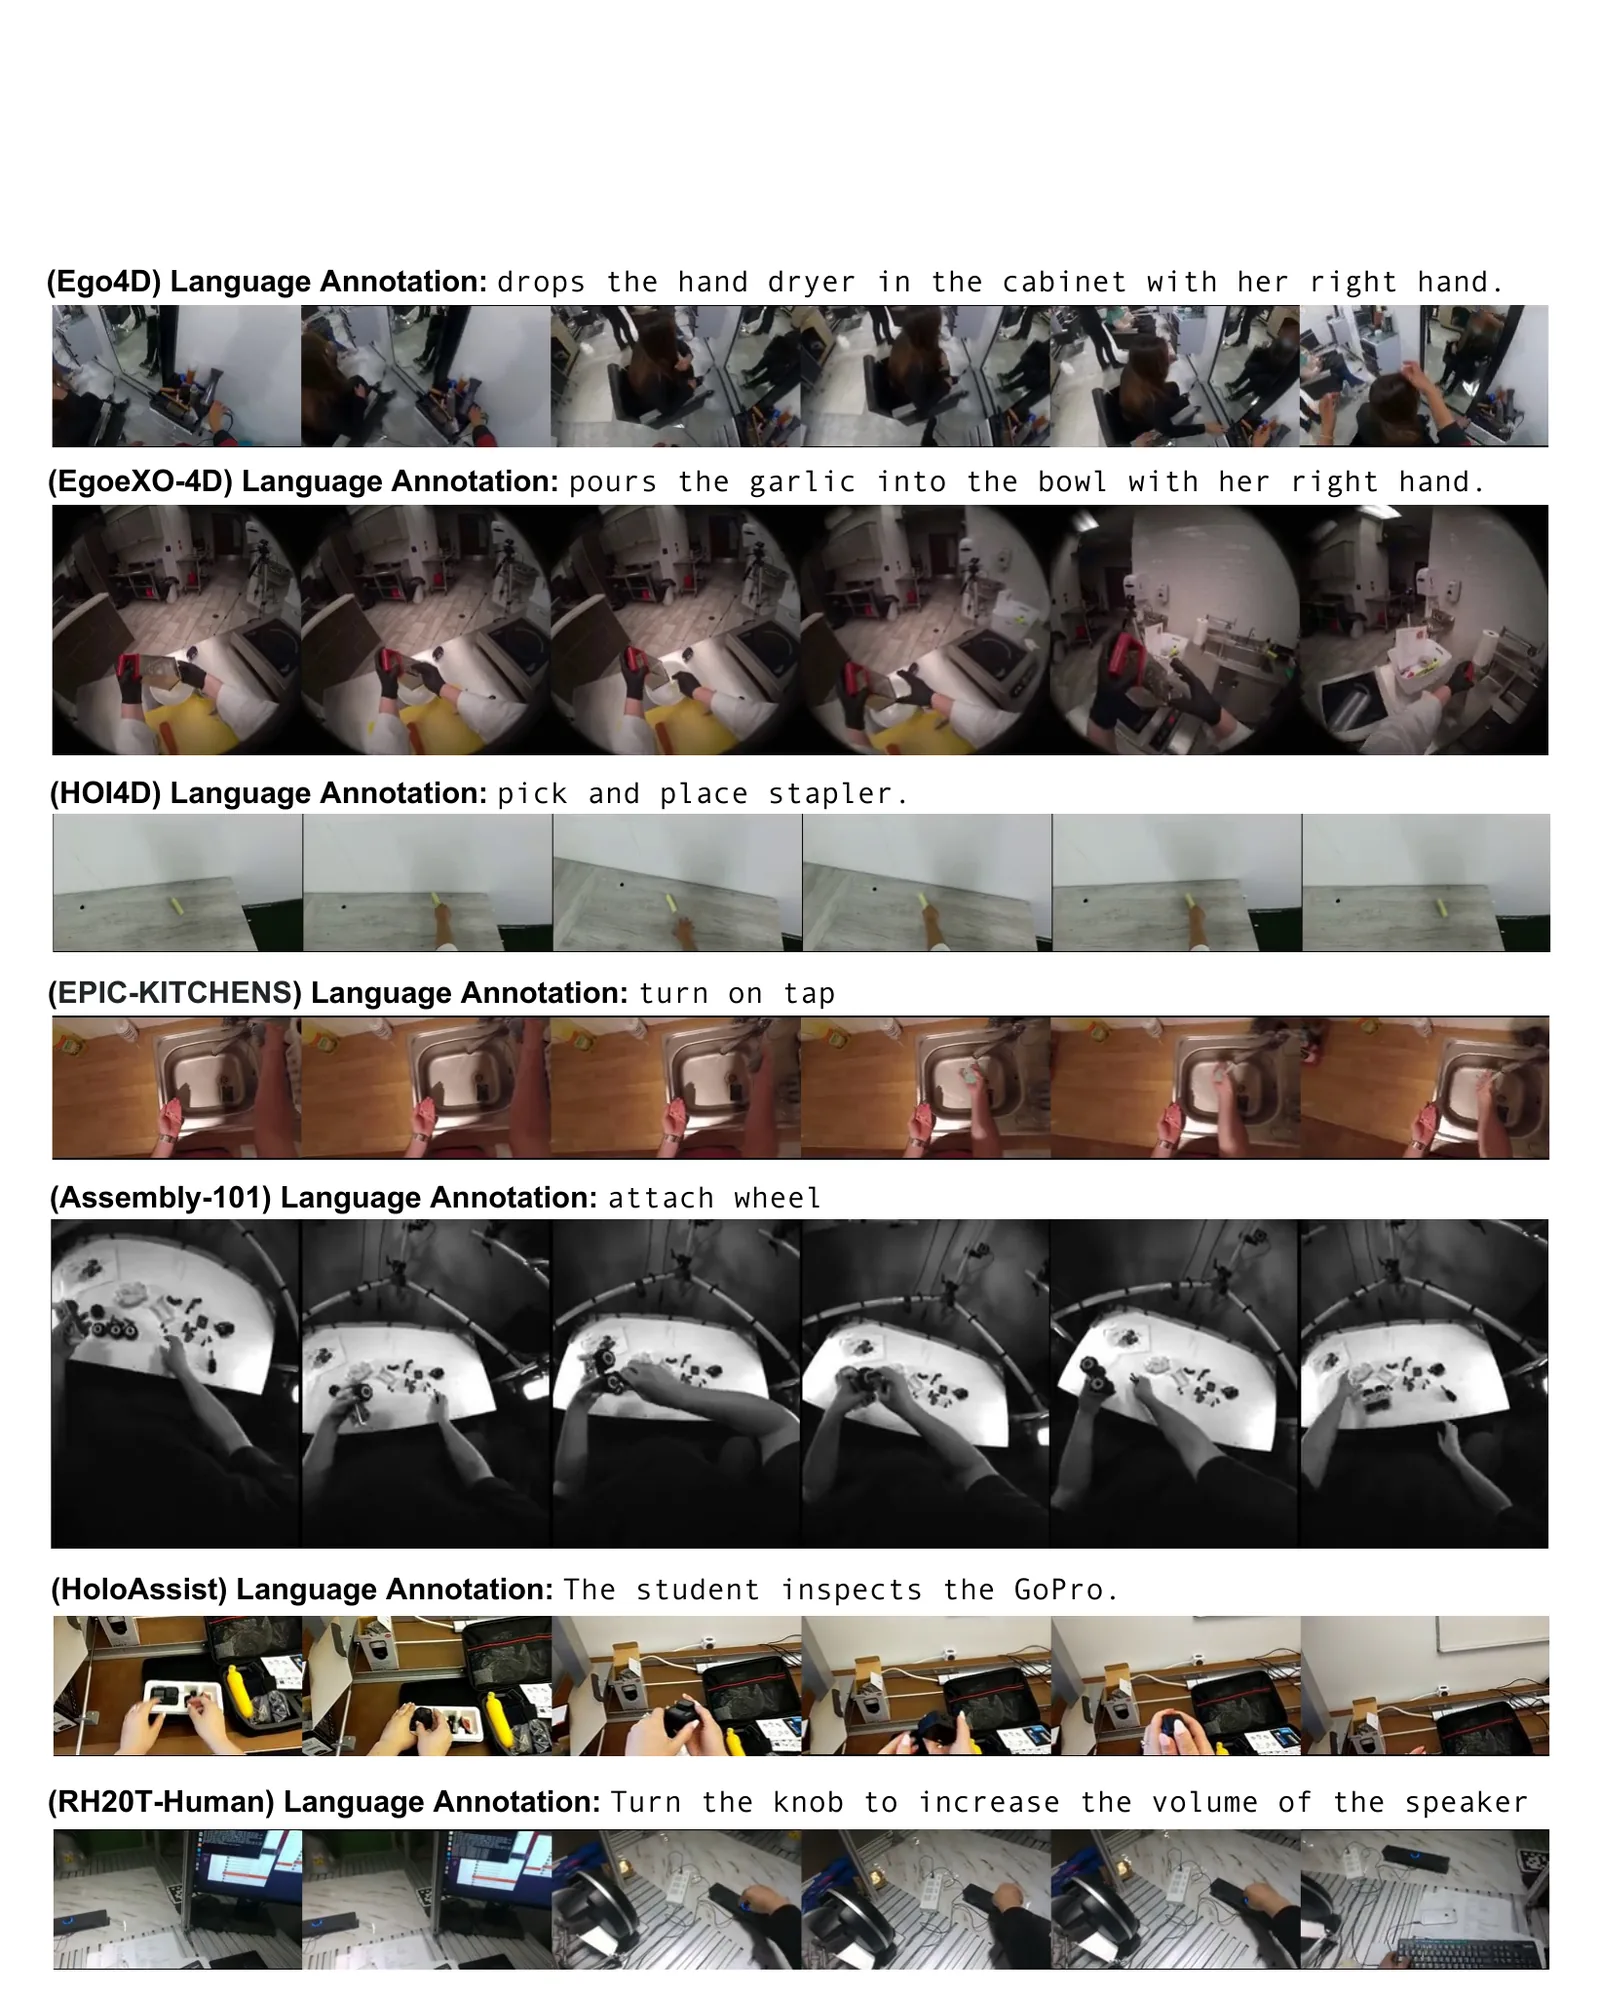 (Ego4D) Language Annotation: drops the hand dryer in the cabinet with her right hand.
(EgoeXO-4D) Language Annotation: pours the garlic into the bowl with her right hand.
(HOI4D) Language Annotation: pick and place stapler.
(EPIC-KITCHENS) Language Annotation: turn on tap
(Assembly-101) Language Annotation: attach wheel
(HoloAssist) Language Annotation: The student inspects the GoPro.
(RH20T-Human) Language Annotation: Turn the knob to increase the volume of the speaker